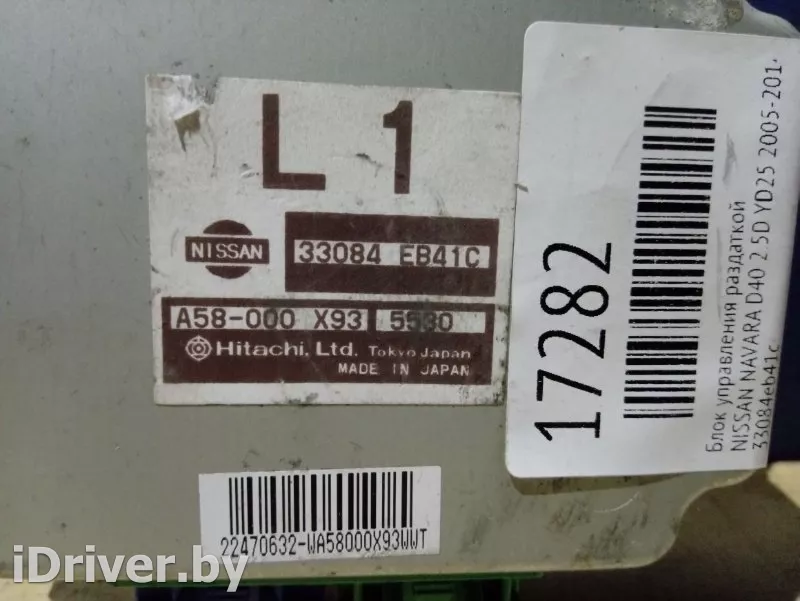 L 1
NISSAN
33084 EB41C
A58-000 X93 5530
Hitachi, Ltd. Tokyo Japan
MADE IN JAPAN
22470632-WA58000X93WWT
17282
Блок управления раздаткой
NISSAN NAVARA D40 2.5D YD25 2005-201
33084eb41c
iDriver.by